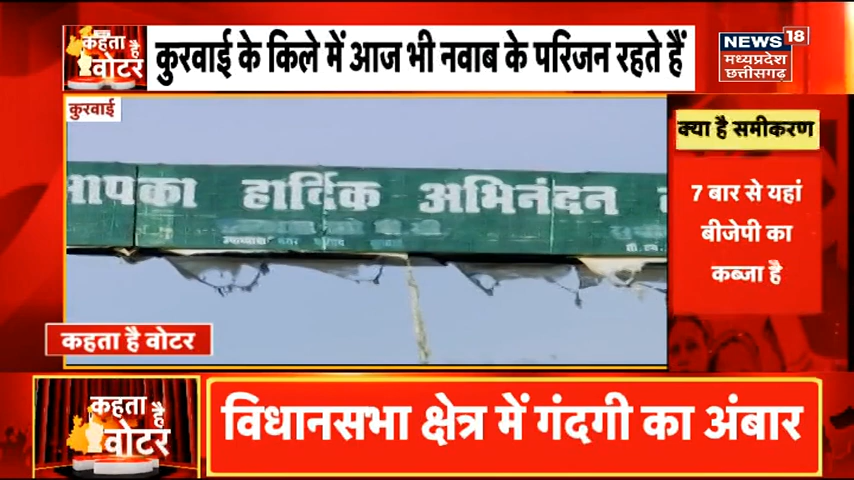 कहता है
वोटर
कुरवाई के किले में आज भी नवाब के परिजन रहते हैं
NEWS 18
मध्यप्रदेश
छत्तीसगढ़
कुरवाई
क्या है समीकरण
आपका हार्दिक अभिनंदन
7 बार से यहां
बीजेपी का
कब्जा है
कहता है वोटर
कहता है
वोटर
विधानसभा क्षेत्र में गंदगी का अंबार